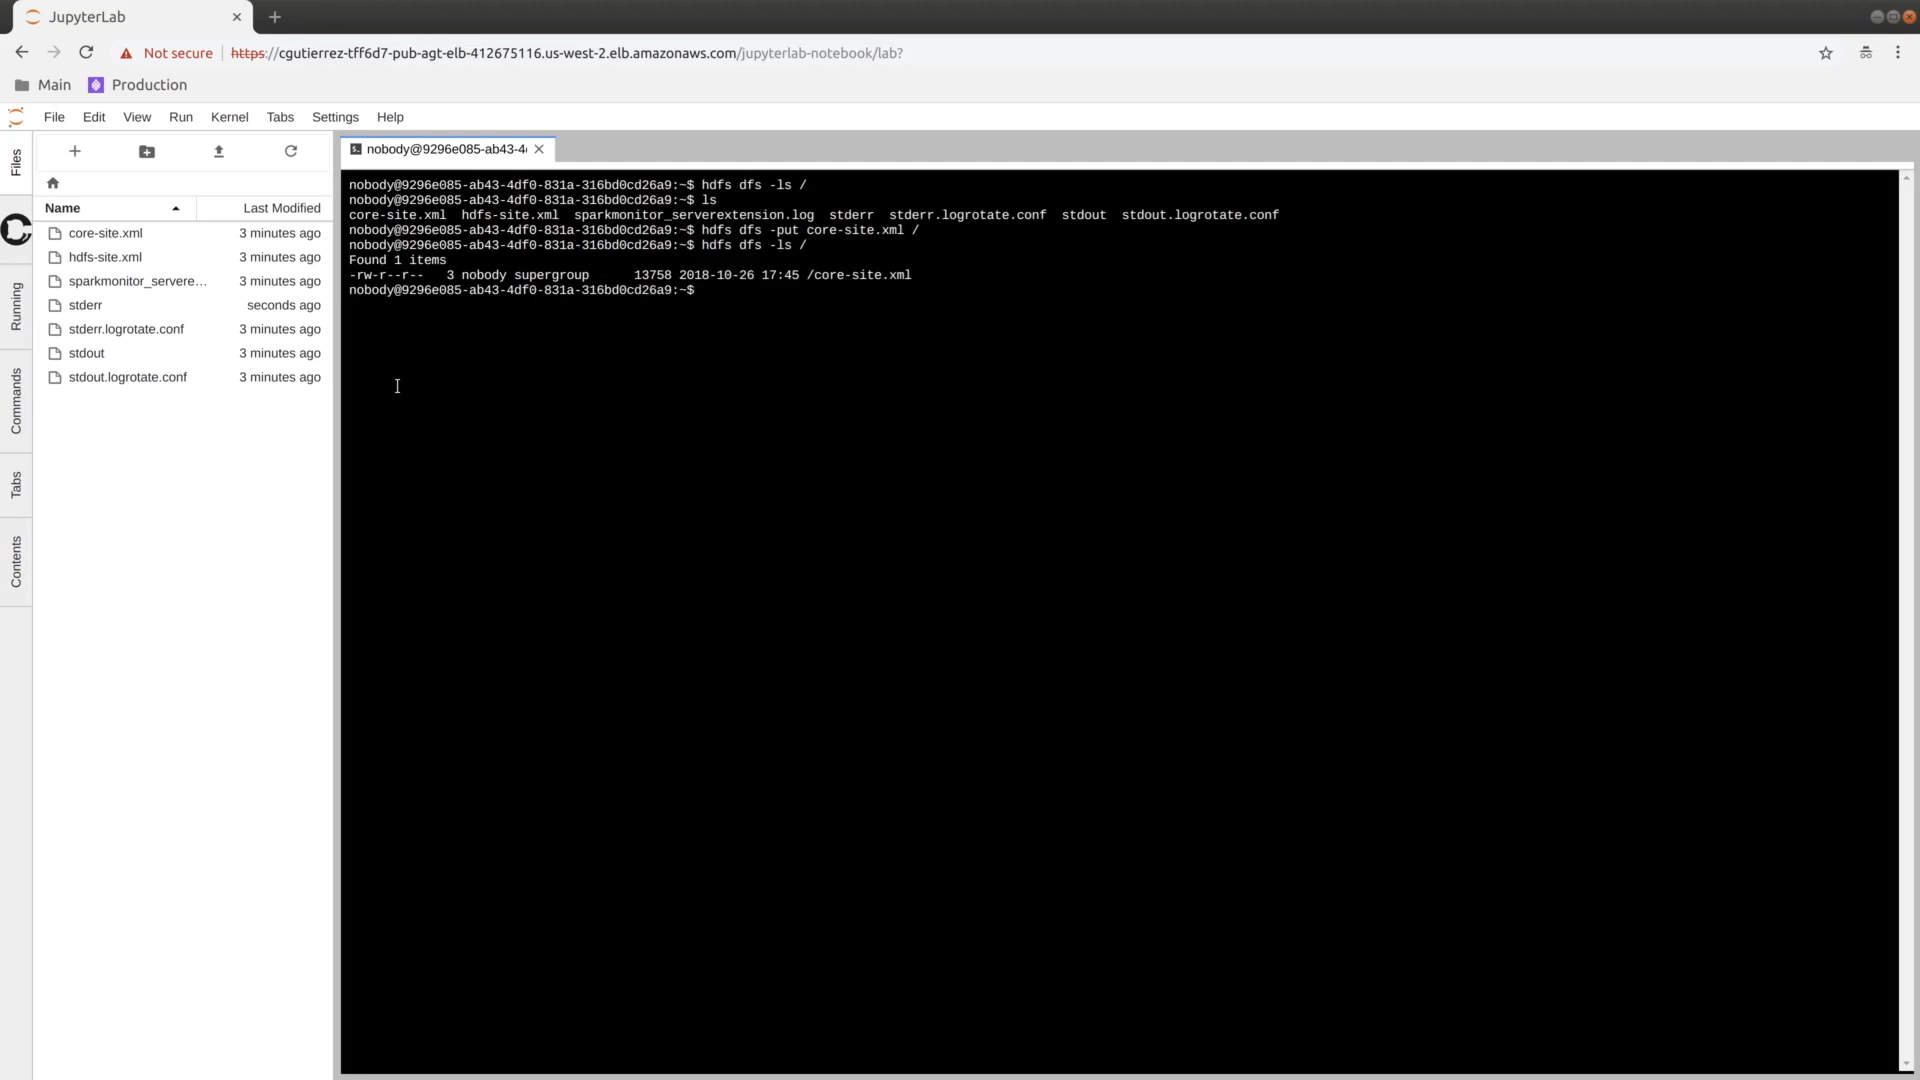 JupyterLab
Not secure https://cgutierrez-tff6d7-pub-agt-elb-412675116.us-west-2.elb.amazonaws.com/jupyterlab-notebook/lab?
Main Production
File Edit View Run Kernel Tabs Settings Help
Files
Running
Commands
Tabs
Contents
Name Last Modified
core-site.xml 3 minutes ago
hdfs-site.xml 3 minutes ago
sparkmonitor_servere... 3 minutes ago
stderr seconds ago
stderr.logrotate.conf 3 minutes ago
stdout 3 minutes ago
stdout.logrotate.conf 3 minutes ago
nobody@9296e085-ab43-4
nobody@9296e085-ab43-4df0-831a-316bd0cd26a9:~$ hdfs dfs -ls /
nobody@9296e085-ab43-4df0-831a-316bd0cd26a9:~$ ls
core-site.xml hdfs-site.xml sparkmonitor_serverextension.log stderr stderr.logrotate.conf stdout stdout.logrotate.conf
nobody@9296e085-ab43-4df0-831a-316bd0cd26a9:~$ hdfs dfs -put core-site.xml /
nobody@9296e085-ab43-4df0-831a-316bd0cd26a9:~$ hdfs dfs -ls /
Found 1 items
-rw-r--r-- 3 nobody supergroup 13758 2018-10-26 17:45 /core-site.xml
nobody@9296e085-ab43-4df0-831a-316bd0cd26a9:~$